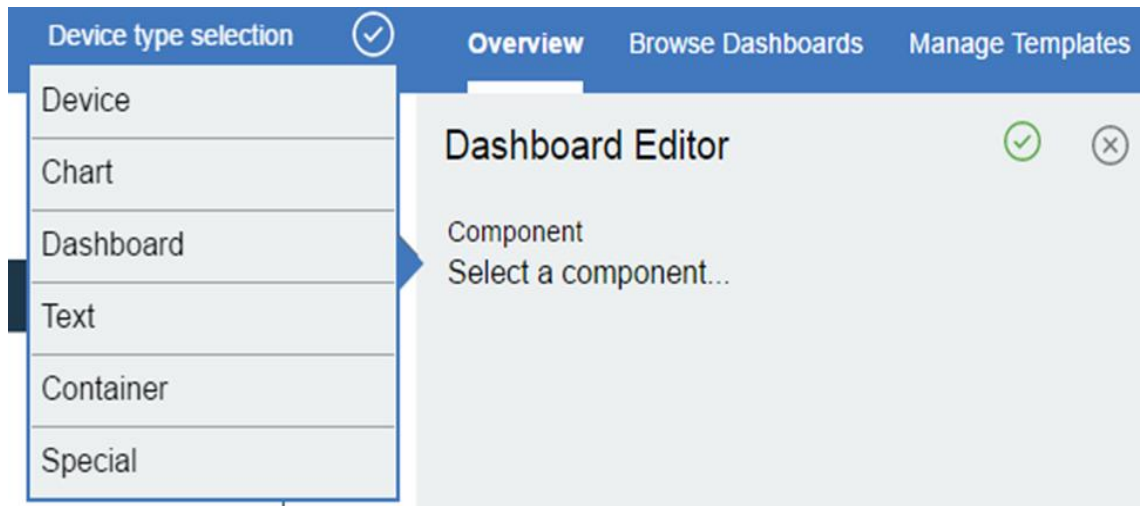 Device type selection
Overview Browse Dashboards Manage Templates
Device
Chart
Dashboard
Text
Container
Special
Dashboard Editor
Component
Select a component...